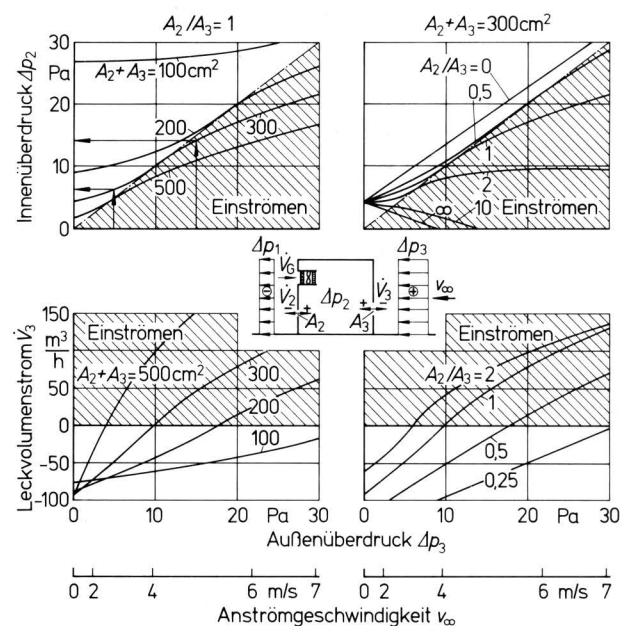 A₂/A₃ = 1
A₂+A₃ = 300cm²
Innenüberdruck Δp₂
30
Pa
20
10
0
A₂+A₃ = 100cm²
200
300
500
Einströmen
A₂/A₃ = 0
0,5
1
2
10
∞
Einströmen
Δp₁
V̇_G
V̇₂
Δp₂
A₂
A₃
V̇₃
Δp₃
v∞
Leckvolumenstrom V̇₃
150
m³/h
50
0
-50
-100
Einströmen
A₂+A₃ = 500cm²
300
200
100
Einströmen
A₂/A₃ = 2
1
0,5
0,25
0 10 20 Pa 30 0 10 20 Pa 30
Außenüberdruck Δp₃
0 2 4 6 m/s 7 0 2 4 6 m/s 7
Anströmgeschwindigkeit v∞